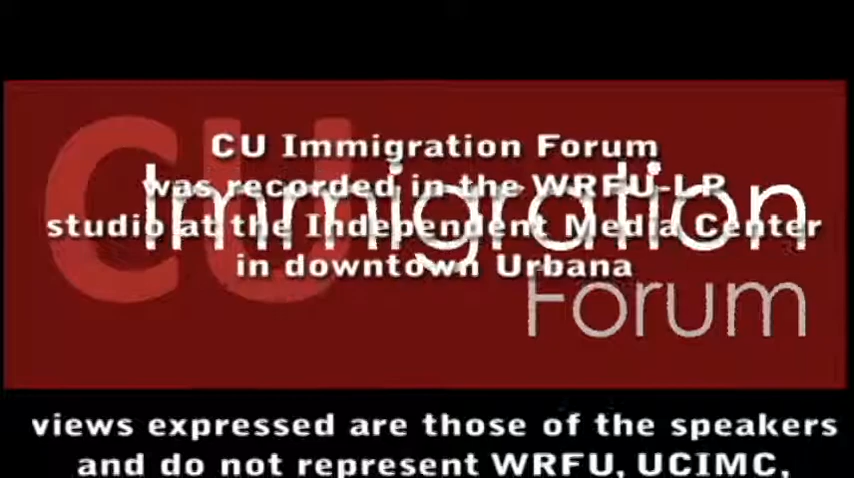 CU
Immigration
Forum
CU Immigration Forum
was recorded in the WRFU-LP
studio at the Independent Media Center
in downtown Urbana
views expressed are those of the speakers
and do not represent WRFU, UCIMC,